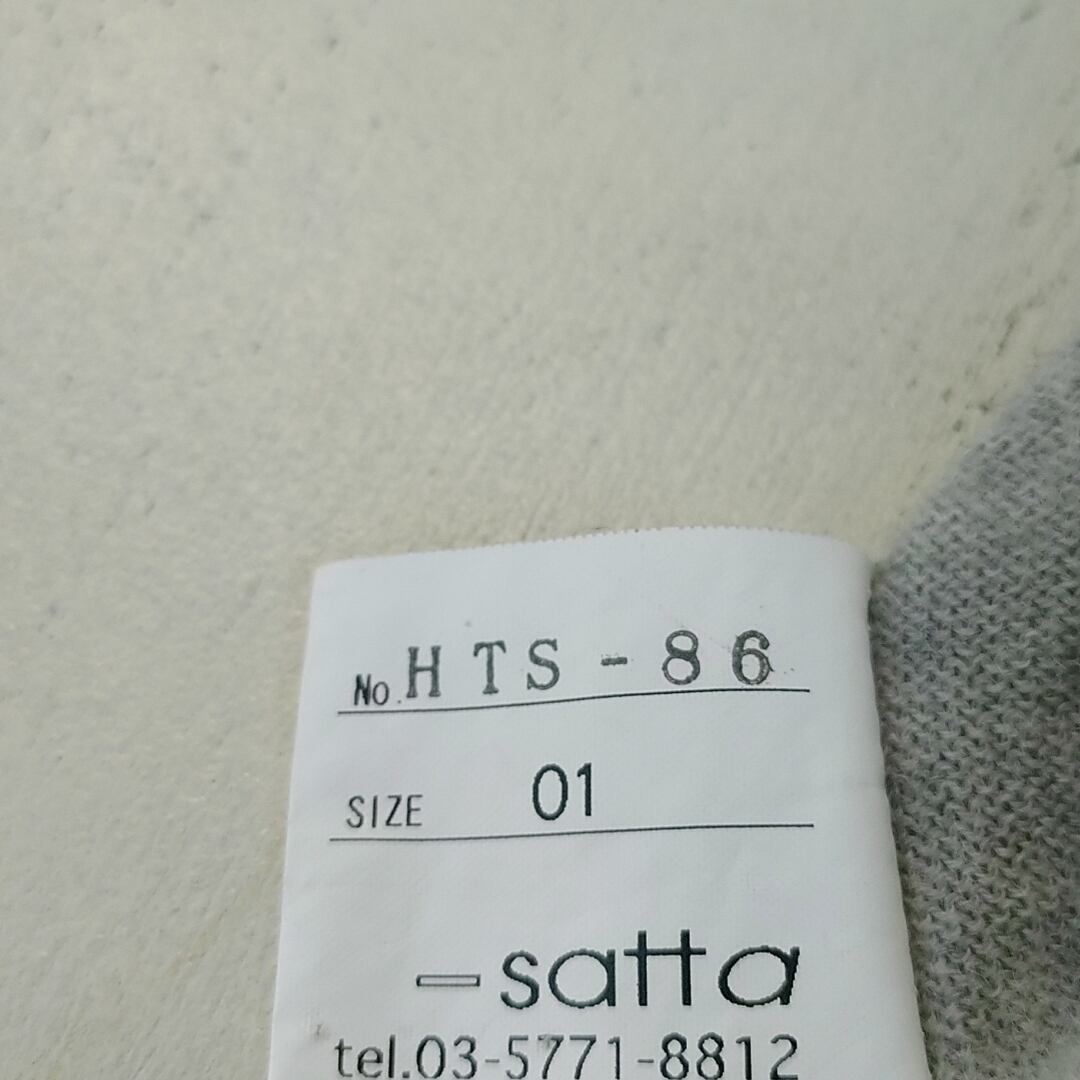 No. HTS-86
SIZE 01
-satta
tel.03-5771-8812